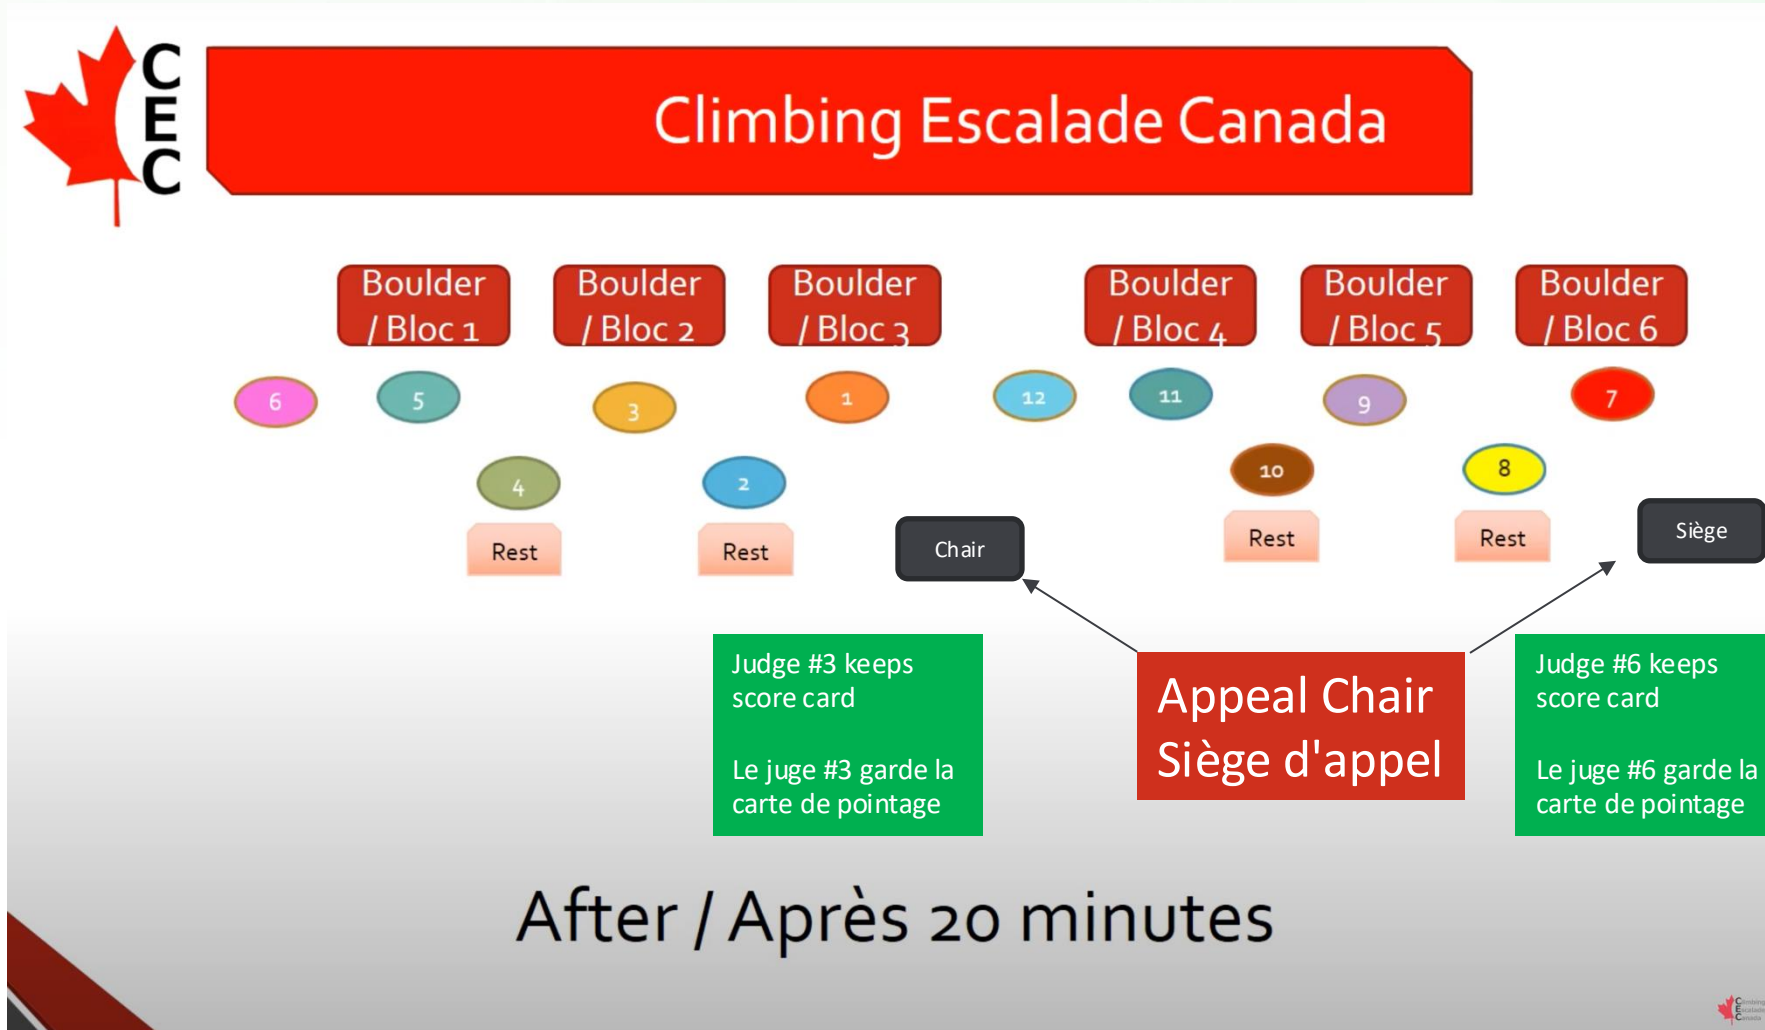 C
E
C
Climbing Escalade Canada
Boulder
/ Bloc 1
Boulder
/ Bloc 2
Boulder
/ Bloc 3
Boulder
/ Bloc 4
Boulder
/ Bloc 5
Boulder
/ Bloc 6
6
5
3
1
12
11
9
7
4
2
10
8
Rest
Rest
Chair
Rest
Rest
Siège
Judge #3 keeps
score card
Le juge #3 garde la
carte de pointage
Appeal Chair
Siège d'appel
Judge #6 keeps
score card
Le juge #6 garde la
carte de pointage
After / Après 20 minutes
Climbing
Escalade
Canada